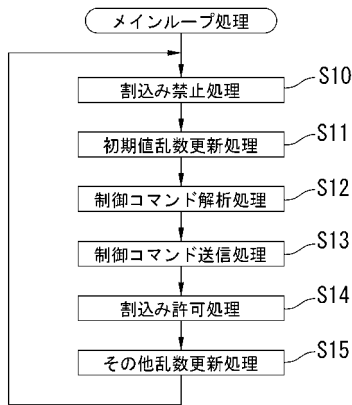 メインループ処理
割込み禁止処理
S10
初期値乱数更新処理
S11
制御コマンド解析処理
S12
制御コマンド送信処理
S13
割込み許可処理
S14
その他乱数更新処理
S15